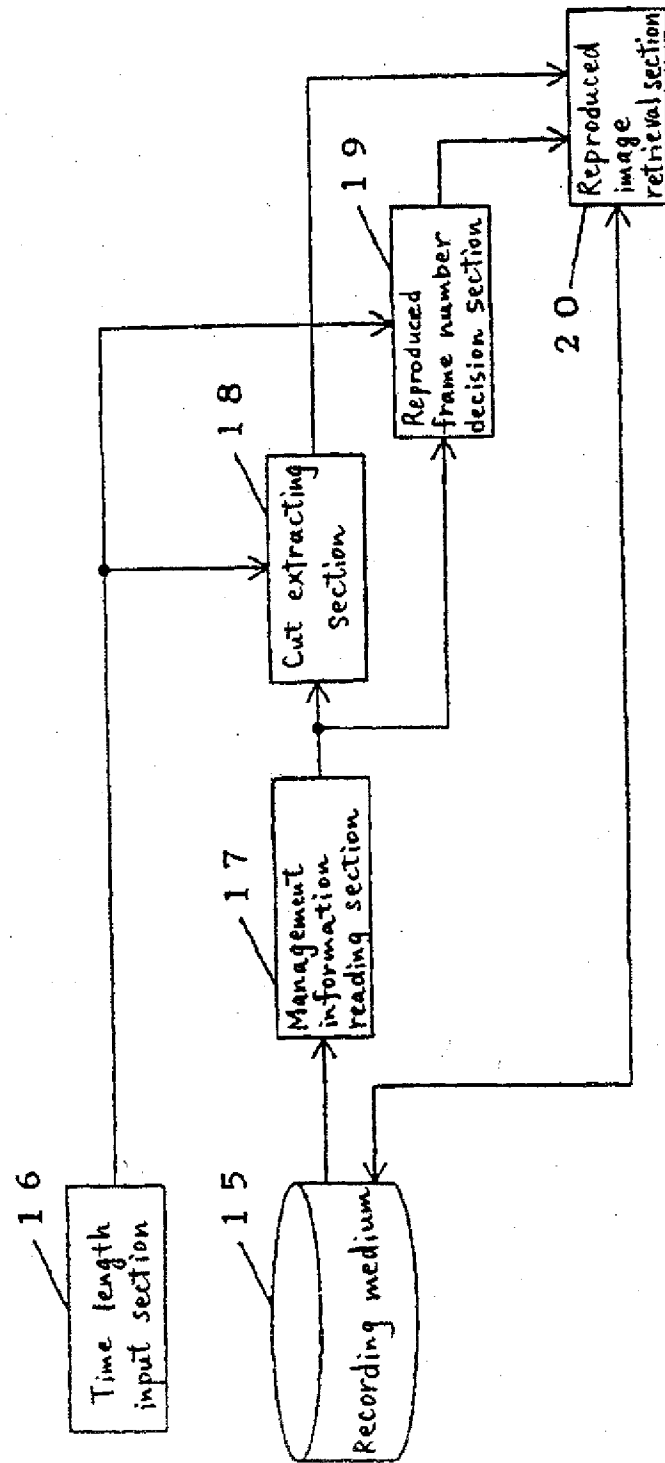 16
Time length
input section
15
Recording medium
17
Management
information
reading section
18
Cut extracting
section
19
Reproduced
frame number
decision section
20
Reproduced
image
retrieval section